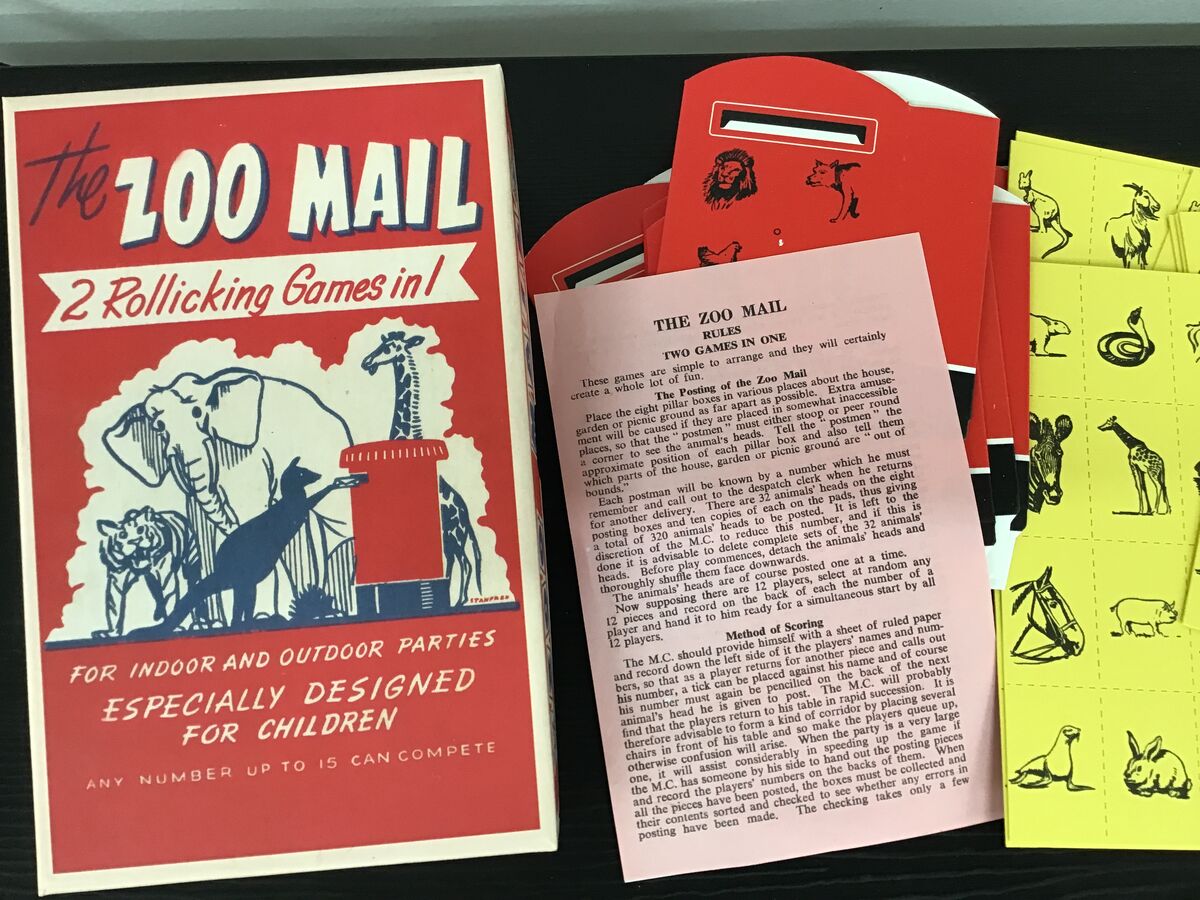 The ZOO MAIL
2 Rollicking Games in 1
STANFRED
FOR INDOOR AND OUTDOOR PARTIES
ESPECIALLY DESIGNED
FOR CHILDREN
ANY NUMBER UP TO 15 CAN COMPETE
8
THE ZOO MAIL
RULES
TWO GAMES IN ONE
These games are simple to arrange and they will certainly
create a whole lot of fun.
The Posting of the Zoo Mail
Place the eight pillar boxes in various places about the house,
garden or picnic ground as far apart as possible. Extra amuse-
ment will be caused if they are placed in somewhat inaccessible
places, so that the "postmen" must either stoop or peer round
a corner to see the animal's heads. Tell the "postmen" the
approximate position of each pillar box and also tell them
which parts of the house, garden or picnic ground are "out of
bounds."
Each postman will be known by a number which he must
remember and call out to the despatch clerk when he returns
for another delivery. There are 32 animals' heads on the eight
posting boxes and ten copies of each on the pads, thus giving
a total of 320 animals' heads to be posted. It is left to the
discretion of the M.C. to reduce this number, and if this is
done it is advisable to delete complete sets of the 32 animals'
heads. Before play commences, detach the animals' heads and
thoroughly shuffle them face downwards.
The animals' heads are of course posted one at a time.
Now supposing there are 12 players, select at random any
12 pieces and record on the back of each the number of a
player and hand it to him ready for a simultaneous start by all
12 players.
Method of Scoring
The M.C. should provide himself with a sheet of ruled paper
and record down the left side of it the players' names and num-
bers, so that as a player returns for another piece and calls out
his number, a tick can be placed against his name and of course
his number must again be pencilled on the back of the next
animal's head he is given to post. The M.C. will probably
find that the players return to his table in rapid succession. It is
therefore advisable to form a kind of corridor by placing several
chairs in front of his table and so make the players queue up,
otherwise confusion will arise. When the party is a very large
one, it will assist considerably in speeding up the game if
the M.C. has someone by his side to hand out the posting pieces
and record the players' numbers on the backs of them. When
all the pieces have been posted, the boxes must be collected and
their contents sorted and checked to see whether any errors in
posting have been made. The checking takes only a few